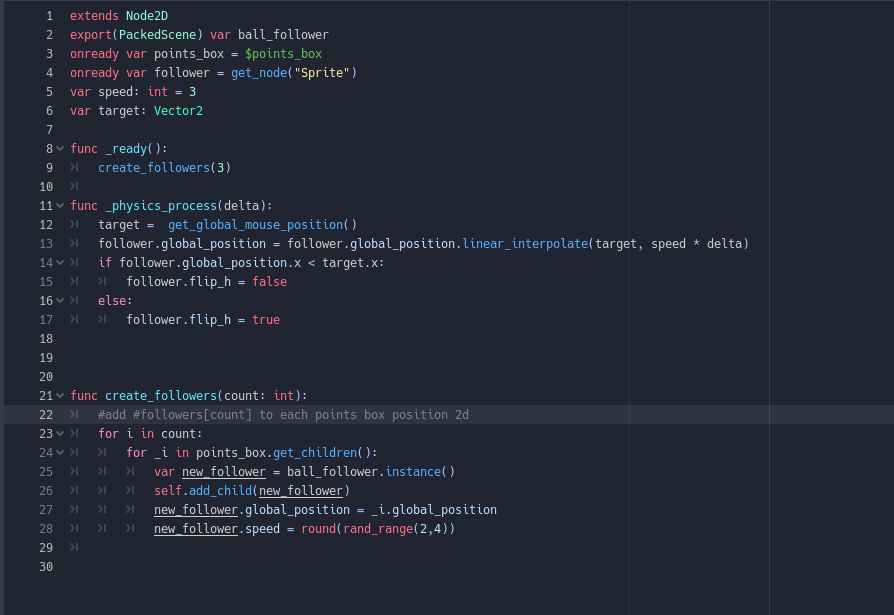 1 extends Node2D
2 export(PackedScene) var ball_follower
3 onready var points_box = $points_box
4 onready var follower = get_node("Sprite")
5 var speed: int = 3
6 var target: Vector2
7
8 func _ready():
9 create_followers(3)
10
11 func _physics_process(delta):
12 target =  get_global_mouse_position()
13 follower.global_position = follower.global_position.linear_interpolate(target, speed * delta)
14 if follower.global_position.x < target.x:
15 follower.flip_h = false
16 else:
17 follower.flip_h = true
18
19
20
21 func create_followers(count: int):
22 #add #followers[count] to each points box position 2d
23 for i in count:
24 for _i in points_box.get_children():
25 var new_follower = ball_follower.instance()
26 self.add_child(new_follower)
27 new_follower.global_position = _i.global_position
28 new_follower.speed = round(rand_range(2,4))
29
30